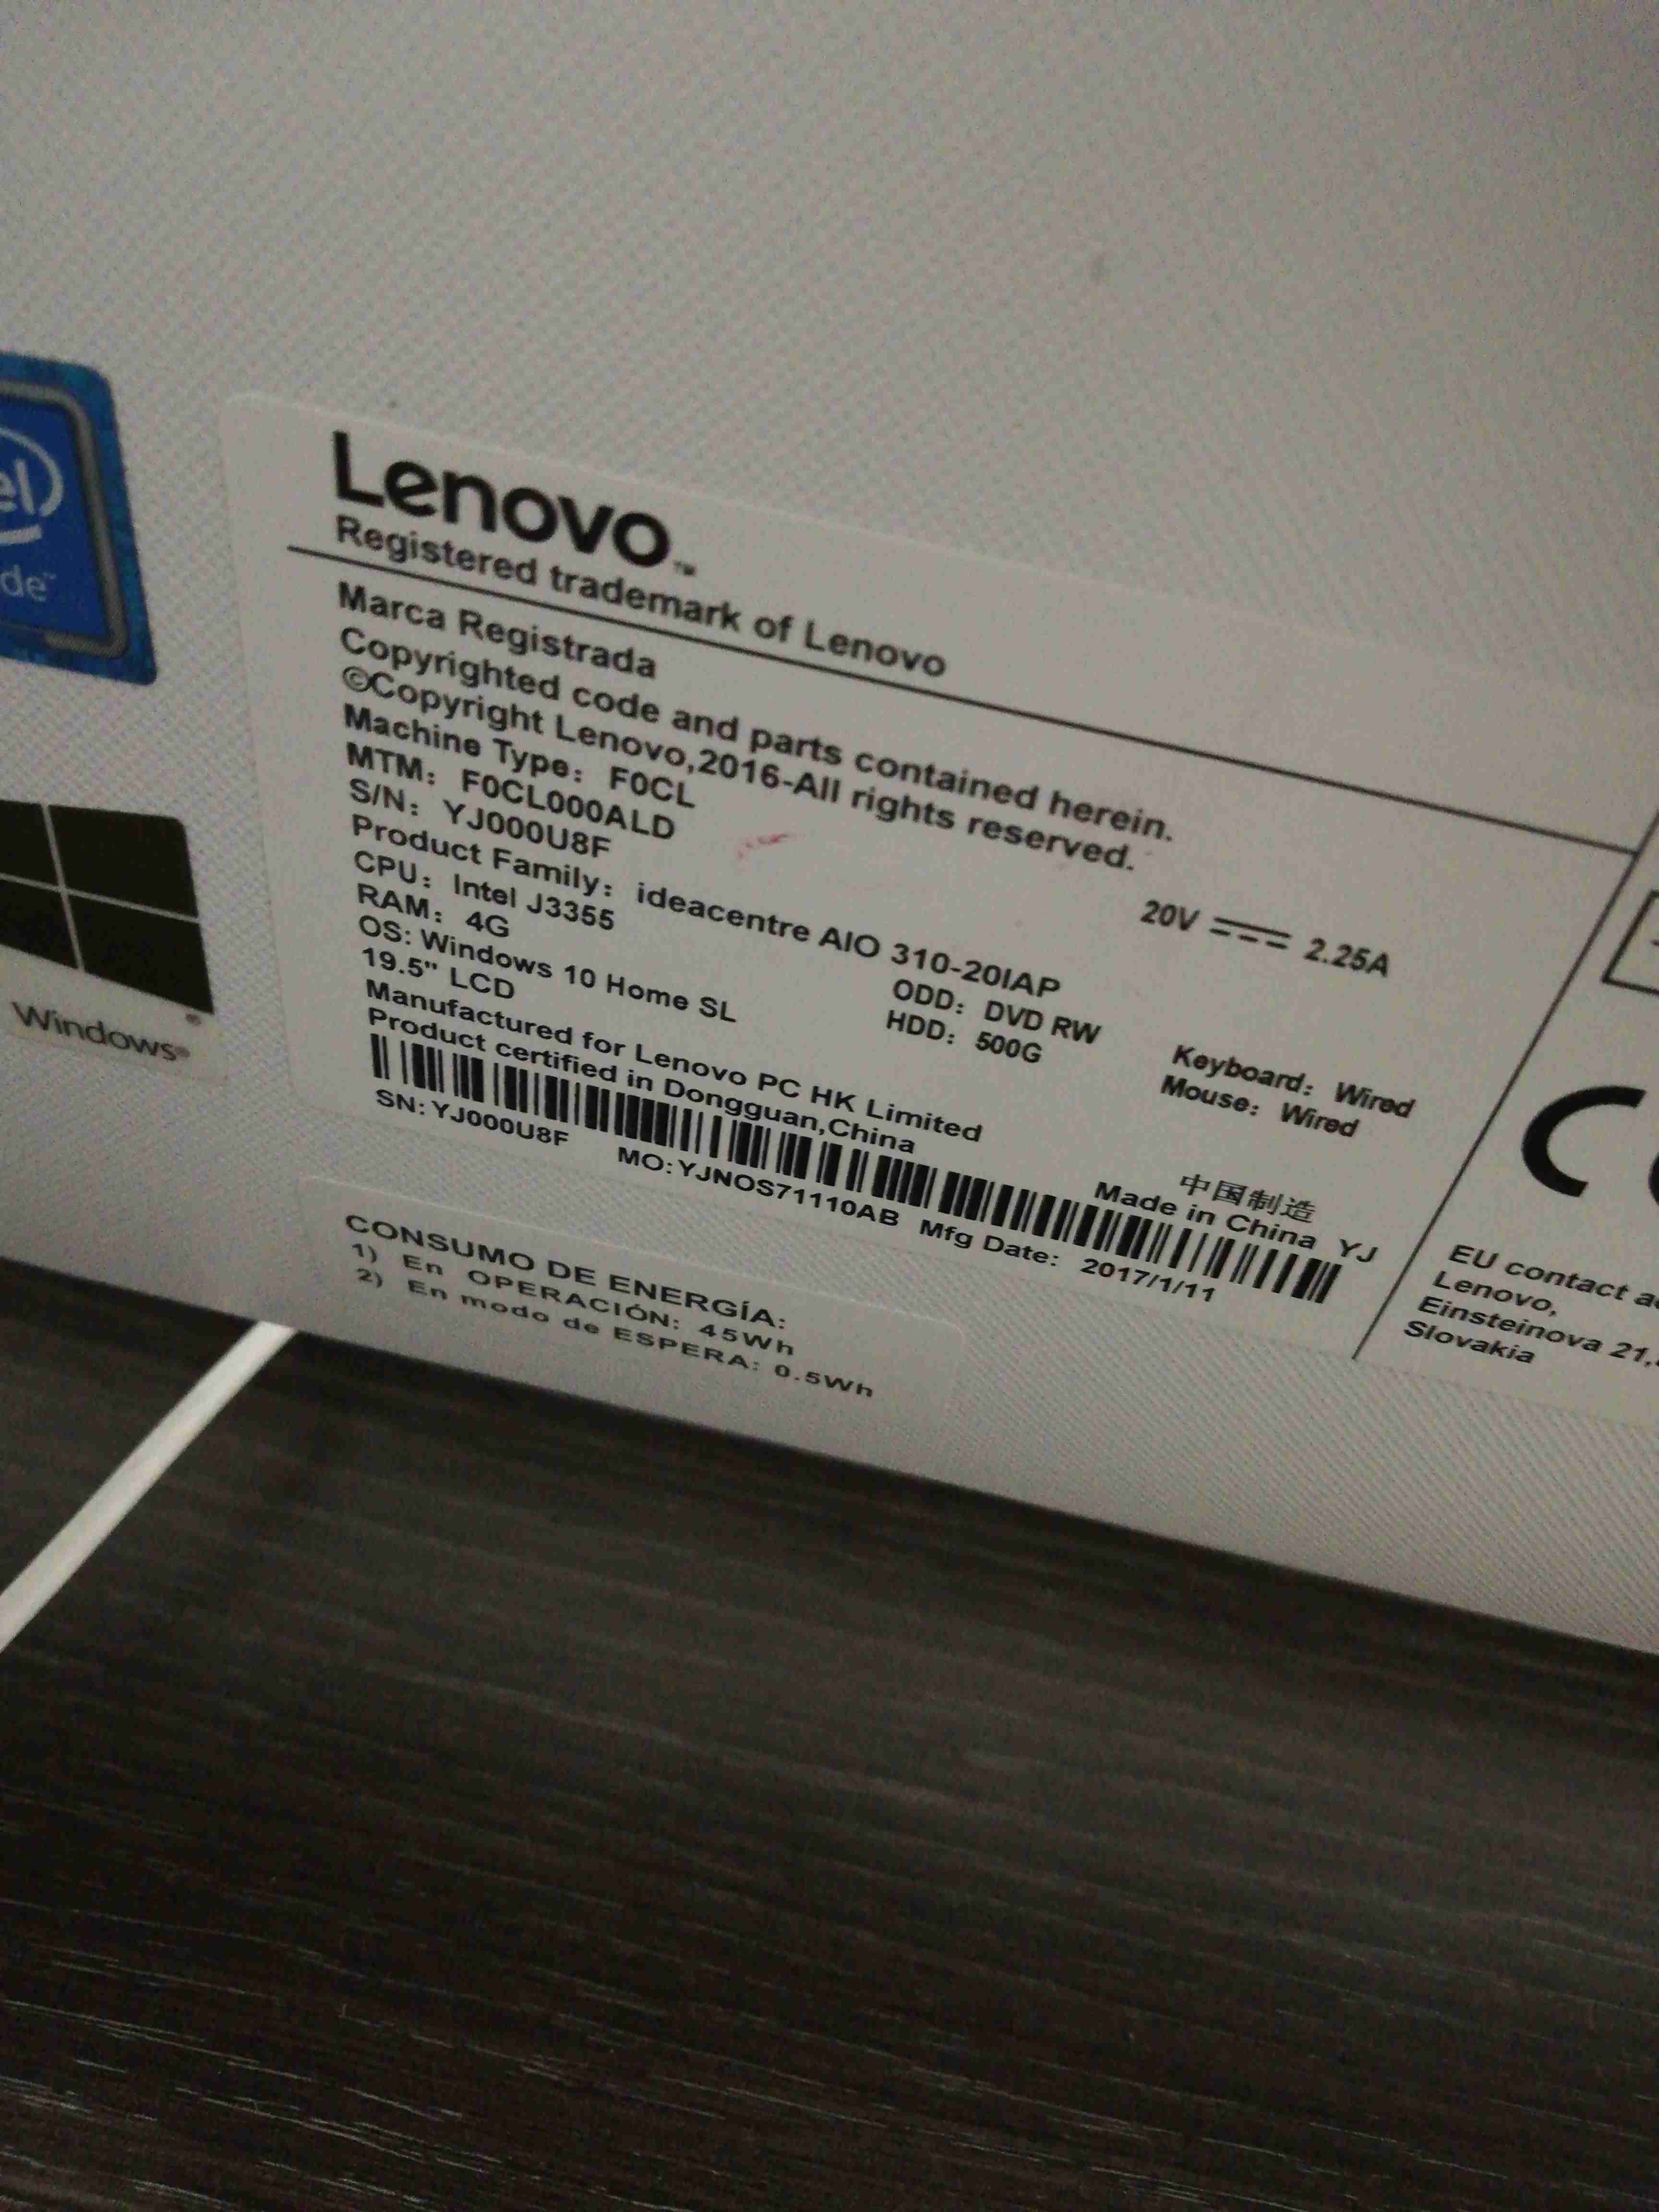 el)
de™
Windows®
Lenovo™
Registered trademark of Lenovo
Marca Registrada
Copyrighted code and parts contained herein.
©Copyright Lenovo,2016-All rights reserved.
Machine Type: F0CL
MTM: F0CL000ALD
S/N: YJ000U8F
20V 2.25A
Product Family: ideacentre AIO 310-20IAP
CPU: Intel J3355 ODD: DVD RW Keyboard: Wired
RAM: 4G HDD: 500G Mouse: Wired
OS: Windows 10 Home SL
19.5" LCD
Manufactured for Lenovo PC HK Limited 中国制造
Product certified in Dongguan,China Made in China YJ
SN:YJ000U8F MO:YJNOS71110AB Mfg Date: 2017/1/11
CE
EU contact a
Lenovo,
Einsteinova 21,
Slovakia
CONSUMO DE ENERGÍA:
1) En OPERACIÓN: 45Wh
2) En modo de ESPERA: 0.5Wh